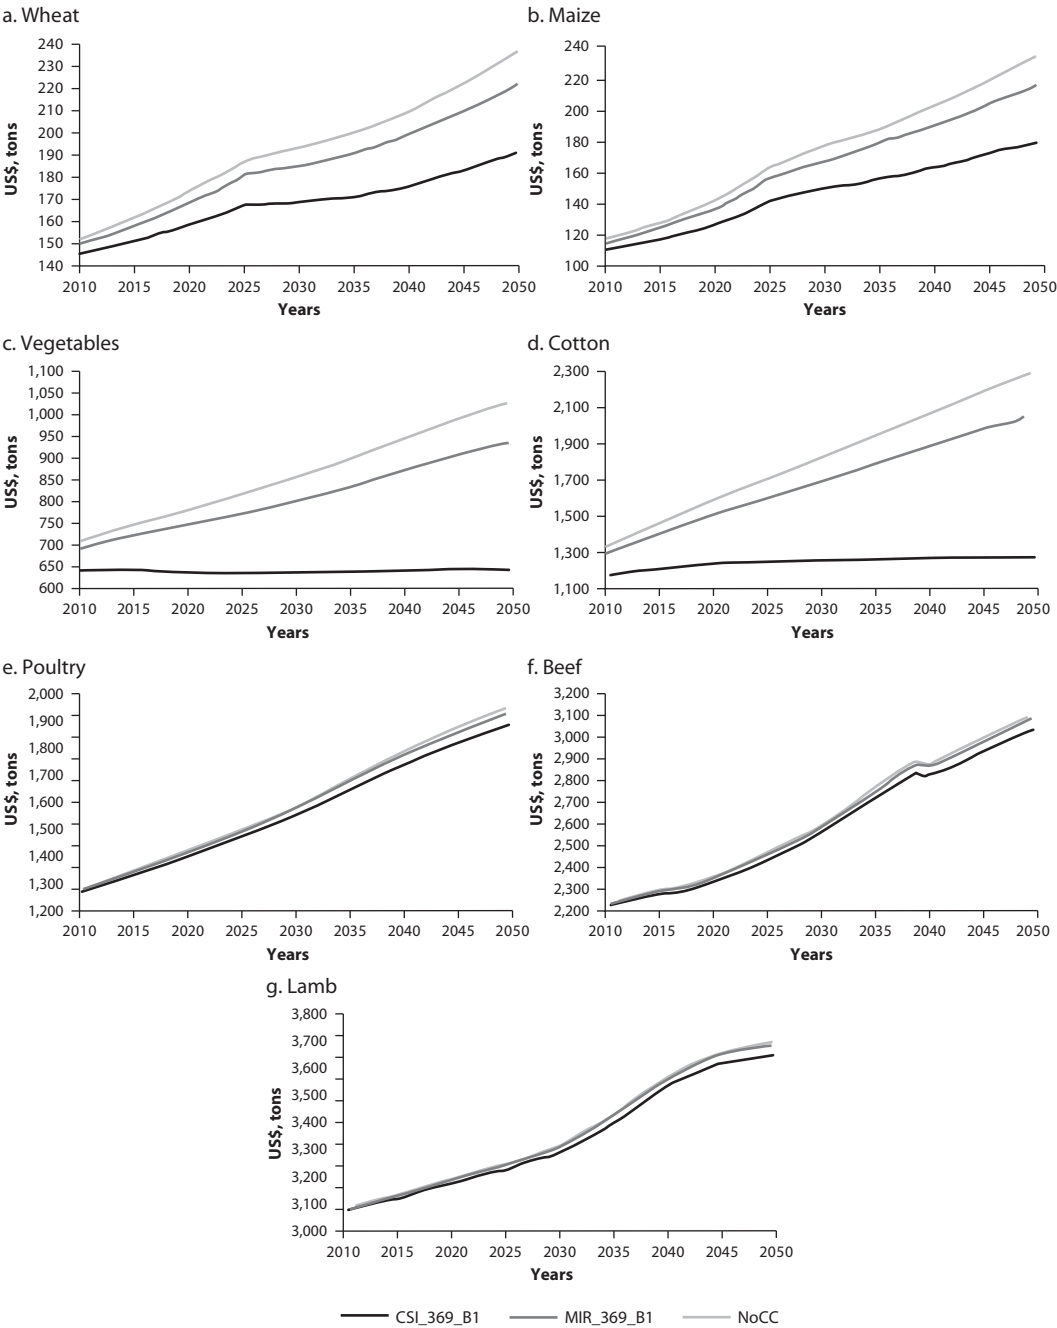 a. Wheat
240
230
220
210
200
190
180
170
160
150
140
US$, tons
2010 2015 2020 2025 2030 2035 2040 2045 2050
Years
b. Maize
240
220
200
180
160
140
120
100
US$, tons
2010 2015 2020 2025 2030 2035 2040 2045 2050
Years
c. Vegetables
1,100
1,050
1,000
950
900
850
800
750
700
650
600
US$, tons
2010 2015 2020 2025 2030 2035 2040 2045 2050
Years
d. Cotton
2,300
2,100
1,900
1,700
1,500
1,300
1,100
US$, tons
2010 2015 2020 2025 2030 2035 2040 2045 2050
Years
e. Poultry
2,000
1,900
1,800
1,700
1,600
1,500
1,400
1,300
1,200
US$, tons
2010 2015 2020 2025 2030 2035 2040 2045 2050
Years
f. Beef
3,200
3,100
3,000
2,900
2,800
2,700
2,600
2,500
2,400
2,300
2,200
US$, tons
2010 2015 2020 2025 2030 2035 2040 2045 2050
Years
g. Lamb
3,800
3,700
3,600
3,500
3,400
3,300
3,200
3,100
3,000
US$, tons
2010 2015 2020 2025 2030 2035 2040 2045 2050
Years
CSI_369_B1 MIR_369_B1 NoCC